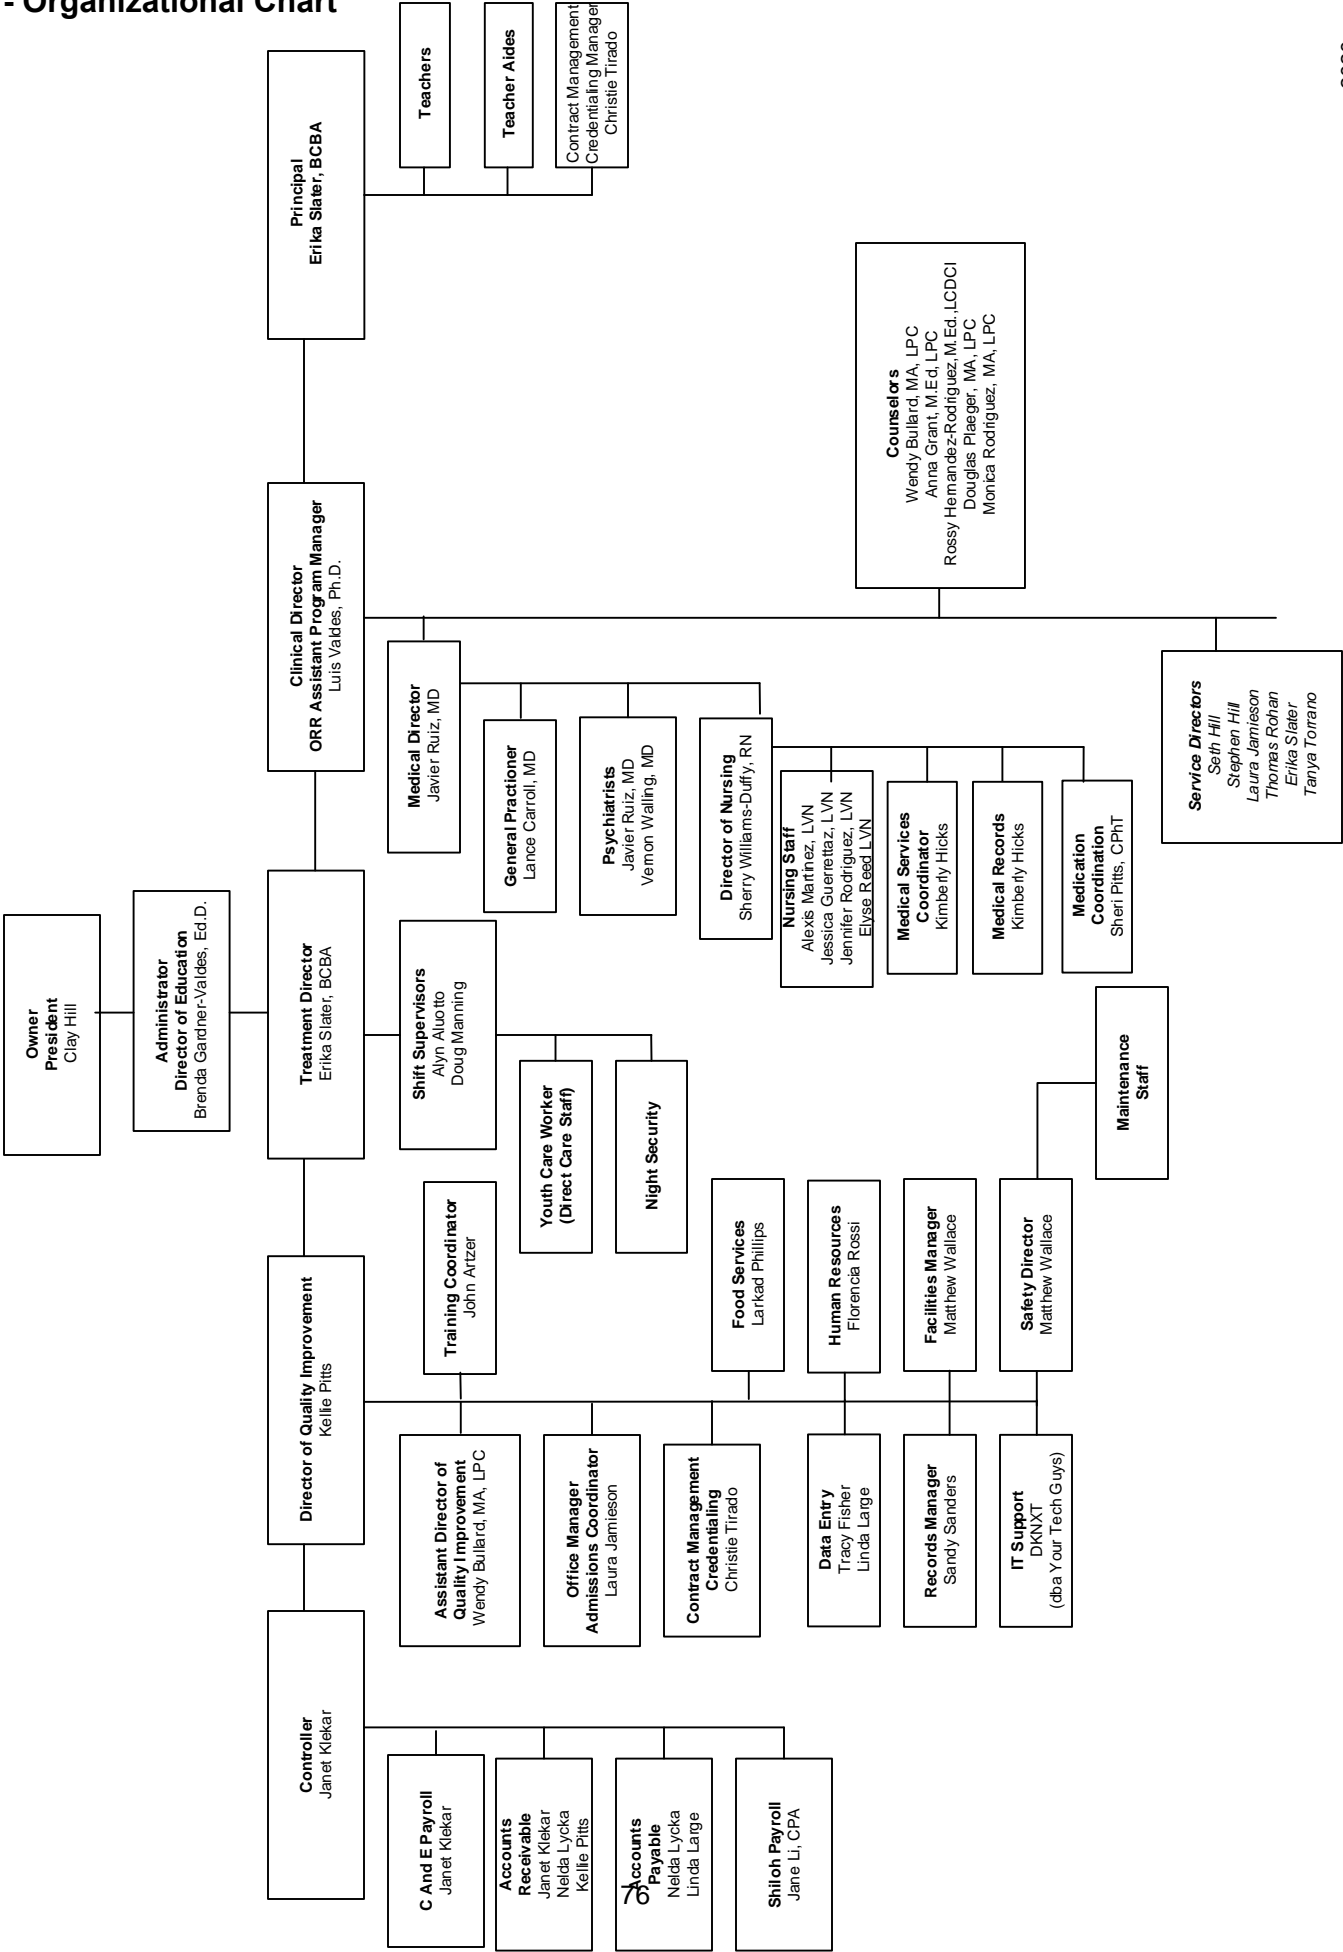 - Organizational Chart
Owner
President
Clay Hill
Administrator
Director of Education
Brenda Gardner-Valdes, Ed.D.
Controller
Janet Klekar
Director of Quality Improvement
Kellie Pitts
Treatment Director
Erika Slater, BCBA
Clinical Director
ORR Assistant Program Manager
Luis Valdes, Ph.D.
Principal
Erika Slater, BCBA
C And E Payroll
Janet Klekar
Accounts
Receivable
Janet Klekar
Nelda Lycka
Kellie Pitts
Accounts
Payable
Nelda Lycka
Linda Large
Shiloh Payroll
Jane Li, CPA
Assistant Director of
Quality Improvement
Wendy Bullard, MA, LPC
Training Coordinator
John Artzer
Office Manager
Admissions Coordinator
Laura Jamieson
Contract Management
Credentialing
Christie Tirado
Food Services
Larkad Phillips
Data Entry
Tracy Fisher
Linda Large
Human Resources
Florencia Rossi
Records Manager
Sandy Sanders
Facilities Manager
Matthew Wallace
IT Support
DKNXT
(dba Your Tech Guys)
Safety Director
Matthew Wallace
Maintenance
Staff
Shift Supervisors
Alyn Aluotto
Doug Manning
Youth Care Worker
(Direct Care Staff)
Night Security
Medical Director
Javier Ruiz, MD
General Practioner
Lance Carroll, MD
Psychiatrists
Javier Ruiz, MD
Vernon Walling, MD
Director of Nursing
Sherry Williams-Duffy, RN
Nursing Staff
Alexis Martinez, LVN
Jessica Guerrettaz, LVN
Jennifer Rodriguez, LVN
Elyse Reed LVN
Medical Services
Coordinator
Kimberly Hicks
Medical Records
Kimberly Hicks
Medication
Coordination
Sheri Pitts, CPhT
Counselors
Wendy Bullard, MA, LPC
Anna Grant, M.Ed, LPC
Rossy Hernandez-Rodriguez, M.Ed.,LCDCI
Douglas Plaeger, MA, LPC
Monica Rodriguez, MA, LPC
Service Directors
Seth Hill
Stephen Hill
Laura Jamieson
Thomas Rohan
Erika Slater
Tanya Torrano
Teachers
Teacher Aides
Contract Management
Credentialing Manager
Christie Tirado
76